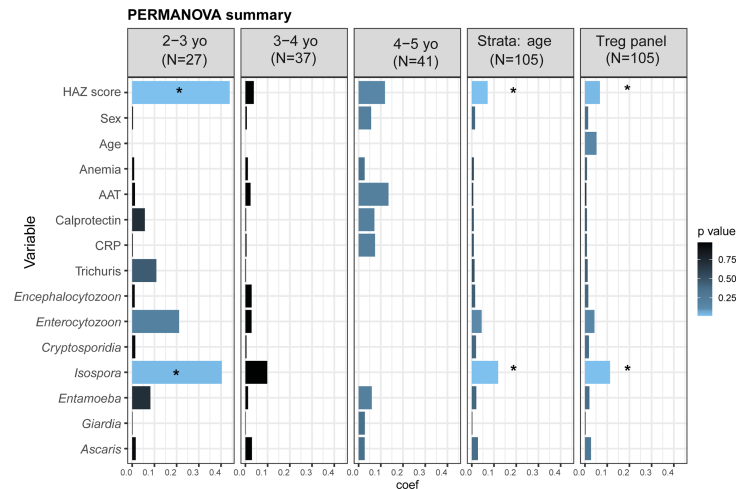 PERMANOVA summary
2−3 yo
(N=27)
3−4 yo
(N=37)
4−5 yo
(N=41)
Strata: age
(N=105)
Treg panel
(N=105)
HAZ score
*
*
*
Sex
Age
Anemia
AAT
Calprotectin
CRP
Trichuris
Encephalocytozoon
Enterocytozoon
Cryptosporidia
Isospora
*
*
*
Entamoeba
Giardia
Ascaris
Variable
p value
0.75
0.50
0.25
0.0 0.1 0.2 0.3 0.4 0.0 0.1 0.2 0.3 0.4 0.0 0.1 0.2 0.3 0.4 0.0 0.1 0.2 0.3 0.4 0.0 0.1 0.2 0.3 0.4
coef